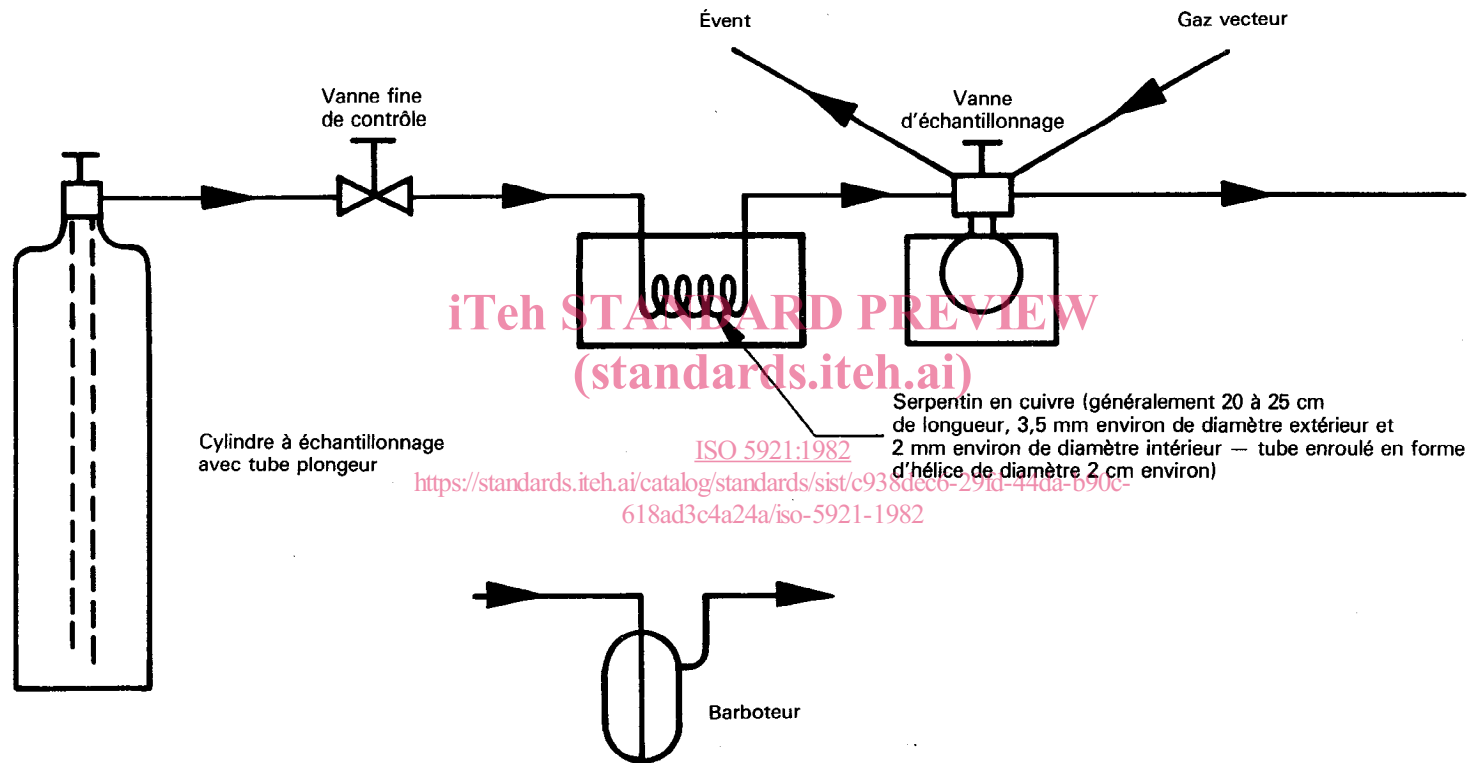 Évent
Gaz vecteur
Vanne fine
de contrôle
Vanne
d'échantillonnage
iTeh STANDARD PREVIEW
(standards.iteh.ai)
Serpentin en cuivre (généralement 20 à 25 cm
de longueur, 3,5 mm environ de diamètre extérieur et
2 mm environ de diamètre intérieur — tube enroulé en forme
d'hélice de diamètre 2 cm environ)
Cylindre à échantillonnage
avec tube plongeur
ISO 5921:1982
https://standards.iteh.ai/catalog/standards/sist/c938dec6-29fd-44da-b90c-
618ad3c4a24a/iso-5921-1982
Barboteur